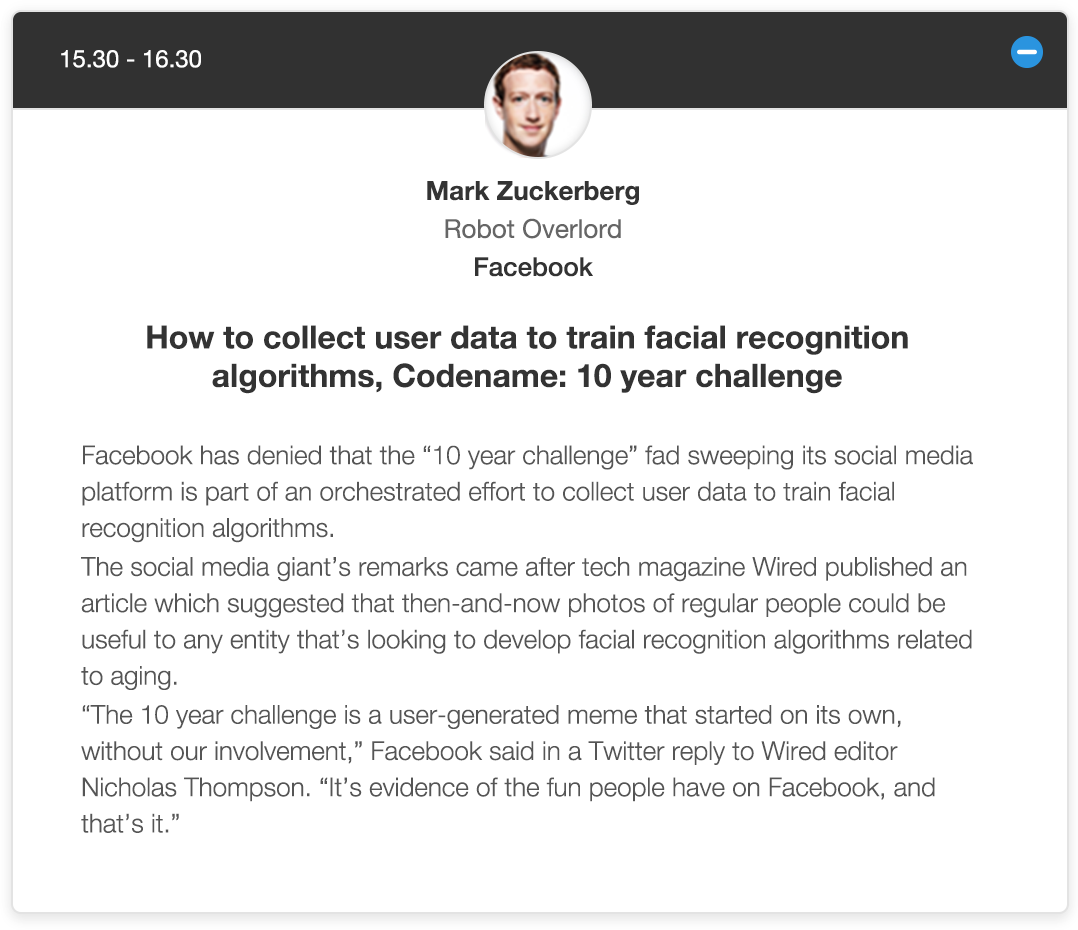 15.30 - 16.30
Mark Zuckerberg
Robot Overlord
Facebook
How to collect user data to train facial recognition
algorithms, Codename: 10 year challenge
Facebook has denied that the “10 year challenge” fad sweeping its social media
platform is part of an orchestrated effort to collect user data to train facial
recognition algorithms.
The social media giant’s remarks came after tech magazine Wired published an
article which suggested that then-and-now photos of regular people could be
useful to any entity that’s looking to develop facial recognition algorithms related
to aging.
“The 10 year challenge is a user-generated meme that started on its own,
without our involvement,” Facebook said in a Twitter reply to Wired editor
Nicholas Thompson. “It’s evidence of the fun people have on Facebook, and
that’s it.”